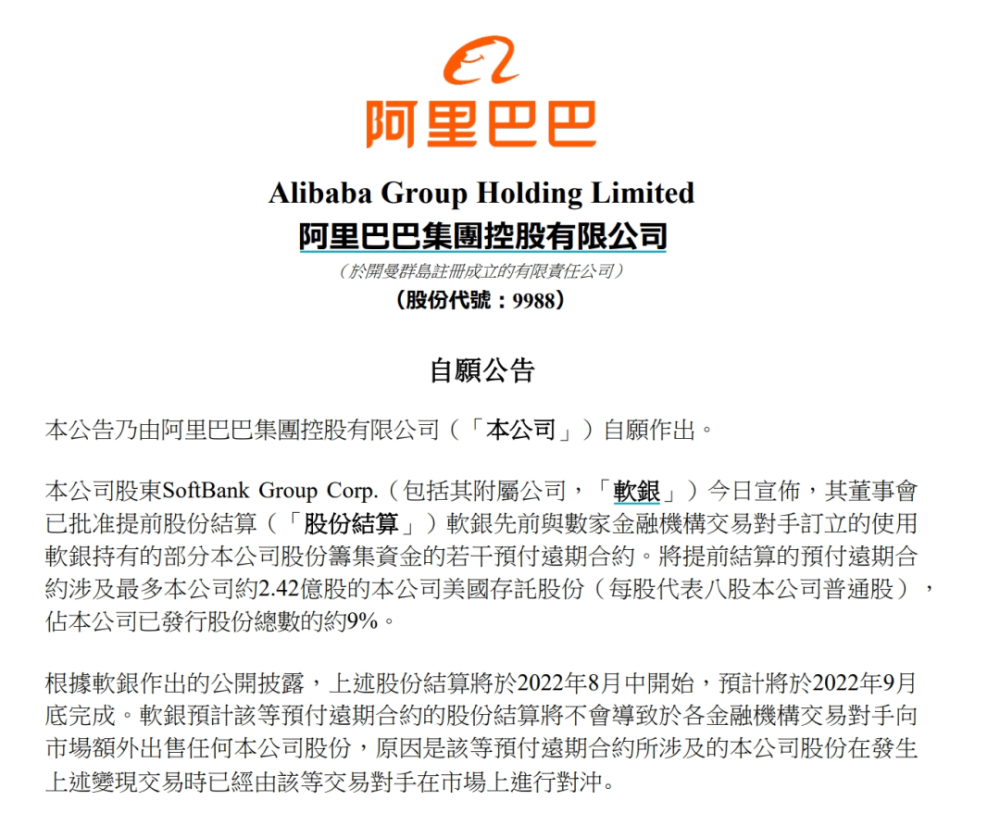 阿里巴巴
Alibaba Group Holding Limited
阿里巴巴集團控股有限公司
（於開曼群島註冊成立的有限責任公司）
（股份代號：9988）
自願公告
本公告乃由阿里巴巴集團控股有限公司（「本公司」）自願作出。
本公司股東SoftBank Group Corp.（包括其附屬公司，「軟銀」）今日宣佈，其董事會
已批准提前股份結算（「股份結算」）軟銀先前與數家金融機構交易對手訂立的使用
軟銀持有的部分本公司股份籌集資金的若干預付遠期合約。將提前結算的預付遠期合
約涉及最多本公司約2.42億股的本公司美國存託股份（每股代表八股本公司普通股），
佔本公司已發行股份總數的約9%。
根據軟銀作出的公開披露，上述股份結算將於2022年8月中開始，預計將於2022年9月
底完成。軟銀預計該等預付遠期合約的股份結算將不會導致於各金融機構交易對手向
市場額外出售任何本公司股份，原因是該等預付遠期合約所涉及的本公司股份在發生
上述變現交易時已經由該等交易對手在市場上進行對沖。